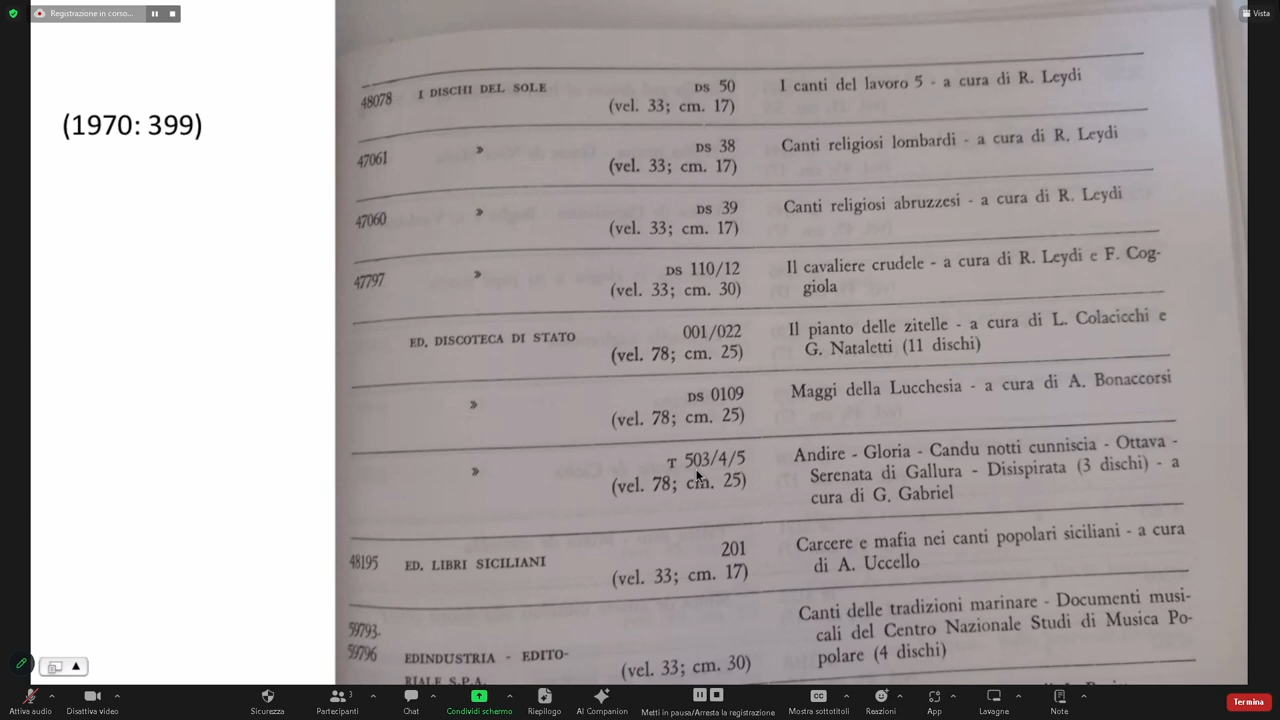 Registrazione in corso...
Vista
(1970: 399)
48078 I DISCHI DEL SOLE DS 50 I canti del lavoro 5 - a cura di R. Leydi
(vel. 33; cm. 17)
47061 » DS 38 Canti religiosi lombardi - a cura di R. Leydi
(vel. 33; cm. 17)
47060 » DS 39 Canti religiosi abruzzesi - a cura di R. Leydi
(vel. 33; cm. 17)
47797 » DS 110/12 Il cavaliere crudele - a cura di R. Leydi e F. Cog-
(vel. 33; cm. 30) giola
ED. DISCOTECA DI STATO 001/022 Il pianto delle zitelle - a cura di L. Colacicchi e
(vel. 78; cm. 25) G. Nataletti (11 dischi)
» DS 0109 Maggi della Lucchesia - a cura di A. Bonaccorsi
(vel. 78; cm. 25)
» T 503/4/5 Andire - Gloria - Candu notti cunniscia - Ottava -
(vel. 78; cm. 25) Serenata di Gallura - Disispirata (3 dischi) - a
cura di G. Gabriel
48195 ED. LIBRI SICILIANI 201 Carcere e mafia nei canti popolari siciliani - a cura
(vel. 33; cm. 17) di A. Uccello
Canti delle tradizioni marinare - Documenti musi-
59793- cali del Centro Nazionale Studi di Musica Po-
59796 EDINDUSTRIA - EDITO- (vel. 33; cm. 30) polare (4 dischi)
RIALE S.P.A.
3
Attiva audio Disattiva video Sicurezza Partecipanti Chat Condividi schermo Riepilogo AI Companion Metti in pausa/Arresta la registrazione Mostra sottotitoli Reazioni App Lavagne Note Termina